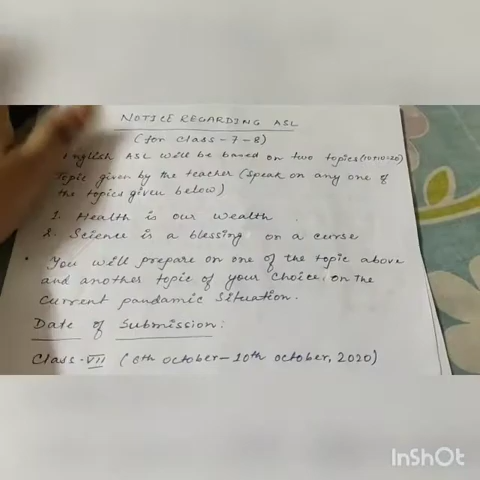 NOTICE REGARDING ASL
(for class-7-8)
English ASL will be based on two topics (10+10=20)
Topic given by the teacher (Speak on any one of
the topics given below)
1. Health is our wealth.
2. Science is a blessing on a curse
• You will prepare on one of the topic above
and another topic of your choice, on the
current pandamic situation.
Date of Submission:
Class-VII (6th october-10th october, 2020)
InShOt